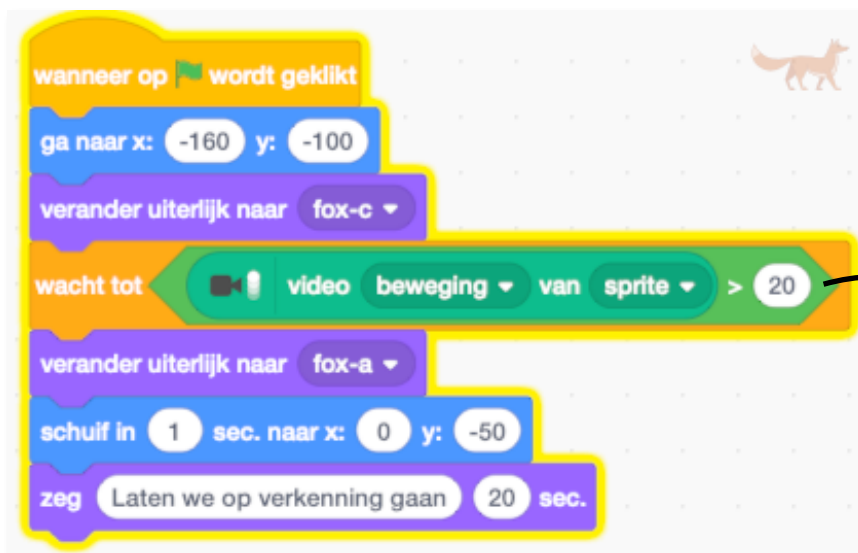 wanneer op wordt geklikt
ga naar x: -160 y: -100
verander uiterlijk naar fox-c
wacht tot video beweging van sprite > 20
verander uiterlijk naar fox-a
schuif in 1 sec. naar x: 0 y: -50
zeg Laten we op verkenning gaan 20 sec.